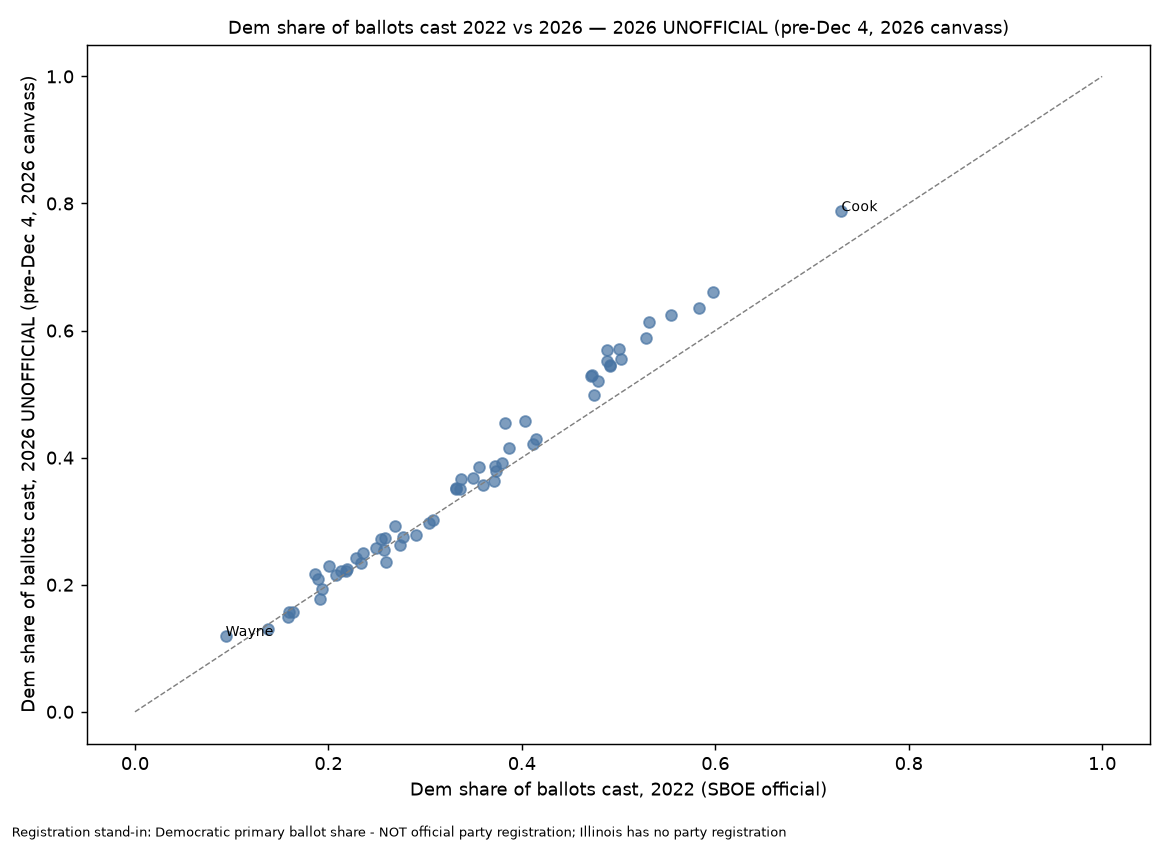 Dem share of ballots cast 2022 vs 2026 — 2026 UNOFFICIAL (pre-Dec 4, 2026 canvass)
Dem share of ballots cast, 2026 UNOFFICIAL (pre-Dec 4, 2026 canvass)
1.0
0.8
0.6
0.4
0.2
0.0
Cook
Wayne
0.0 0.2 0.4 0.6 0.8 1.0
Dem share of ballots cast, 2022 (SBOE official)
Registration stand-in: Democratic primary ballot share - NOT official party registration; Illinois has no party registration